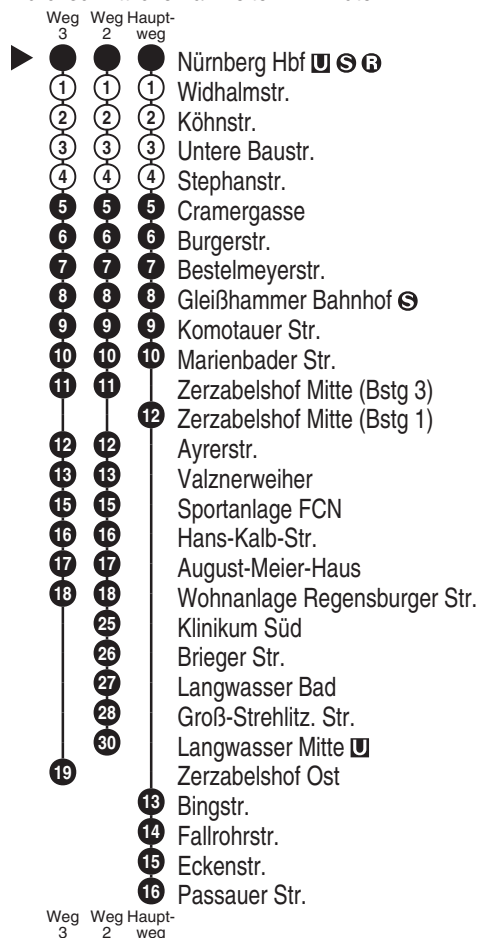 Weg Weg Haupt-
3 2 weg
Nürnberg Hbf U S R
1 1 1 Widhalmstr.
2 2 2 Köhnstr.
3 3 3 Untere Baustr.
4 4 4 Stephanstr.
5 5 5 Cramergasse
6 6 6 Burgerstr.
7 7 7 Bestelmeyerstr.
8 8 8 Gleißhammer Bahnhof S
9 9 9 Komotauer Str.
10 10 10 Marienbader Str.
11 11 Zerzabelshof Mitte (Bstg 3)
12 Zerzabelshof Mitte (Bstg 1)
12 12 Ayrerstr.
13 13 Valznerweiher
15 15 Sportanlage FCN
16 16 Hans-Kalb-Str.
17 17 August-Meier-Haus
18 18 Wohnanlage Regensburger Str.
25 Klinikum Süd
26 Brieger Str.
27 Langwasser Bad
28 Groß-Strehlitz. Str.
30 Langwasser Mitte U
19 Zerzabelshof Ost
13 Bingstr.
14 Fallrohrstr.
15 Eckenstr.
16 Passauer Str.
Weg Weg Haupt-
3 2 weg